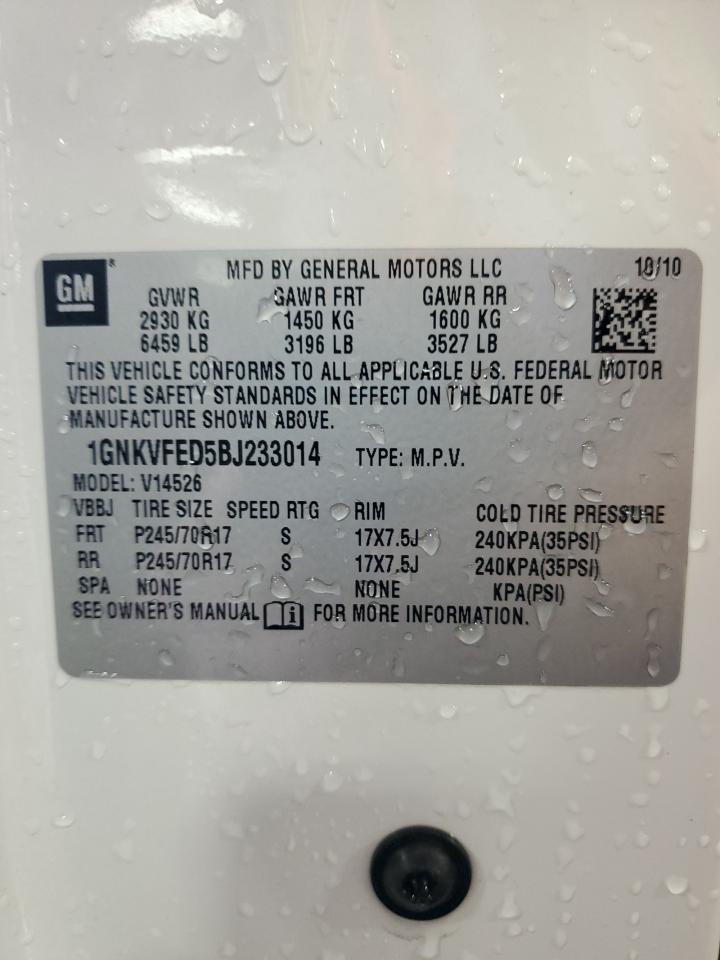 GM ® MFD BY GENERAL MOTORS LLC 10/10
GVWR GAWR FRT GAWR RR
2930 KG 1450 KG 1600 KG
6459 LB 3196 LB 3527 LB
THIS VEHICLE CONFORMS TO ALL APPLICABLE U.S. FEDERAL MOTOR
VEHICLE SAFETY STANDARDS IN EFFECT ON THE DATE OF
MANUFACTURE SHOWN ABOVE.
1GNKVFED5BJ233014 TYPE: M.P.V.
MODEL: V14526
VBBJ TIRE SIZE SPEED RTG RIM COLD TIRE PRESSURE
FRT P245/70R17 S 17X7.5J 240KPA(35PSI)
RR P245/70R17 S 17X7.5J 240KPA(35PSI)
SPA NONE NONE KPA(PSI)
SEE OWNER'S MANUAL i FOR MORE INFORMATION.